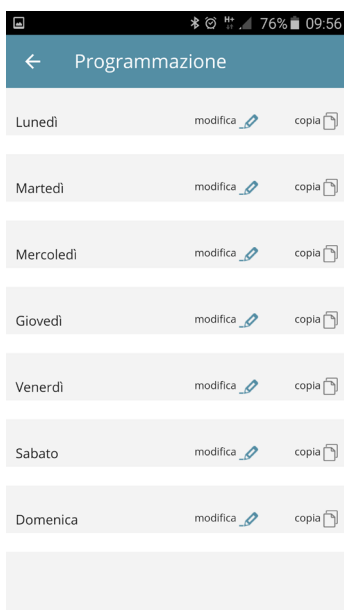 H+ 76% 09:56
Programmazione
Lunedì modifica copia
Martedì modifica copia
Mercoledì modifica copia
Giovedì modifica copia
Venerdì modifica copia
Sabato modifica copia
Domenica modifica copia